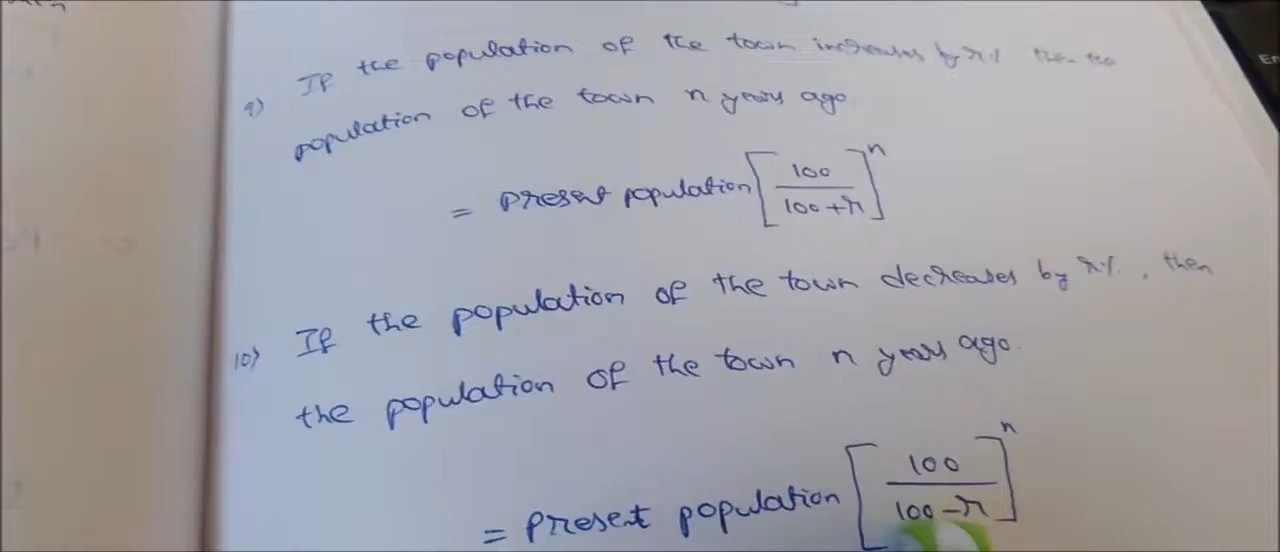 9) If the population of the town increases by r% then the
population of the town n years ago
= Present population [100/100+r]^n
10) If the population of the town decreases by r%, then
the population of the town n years ago.
= Present population [100/100-r]^n